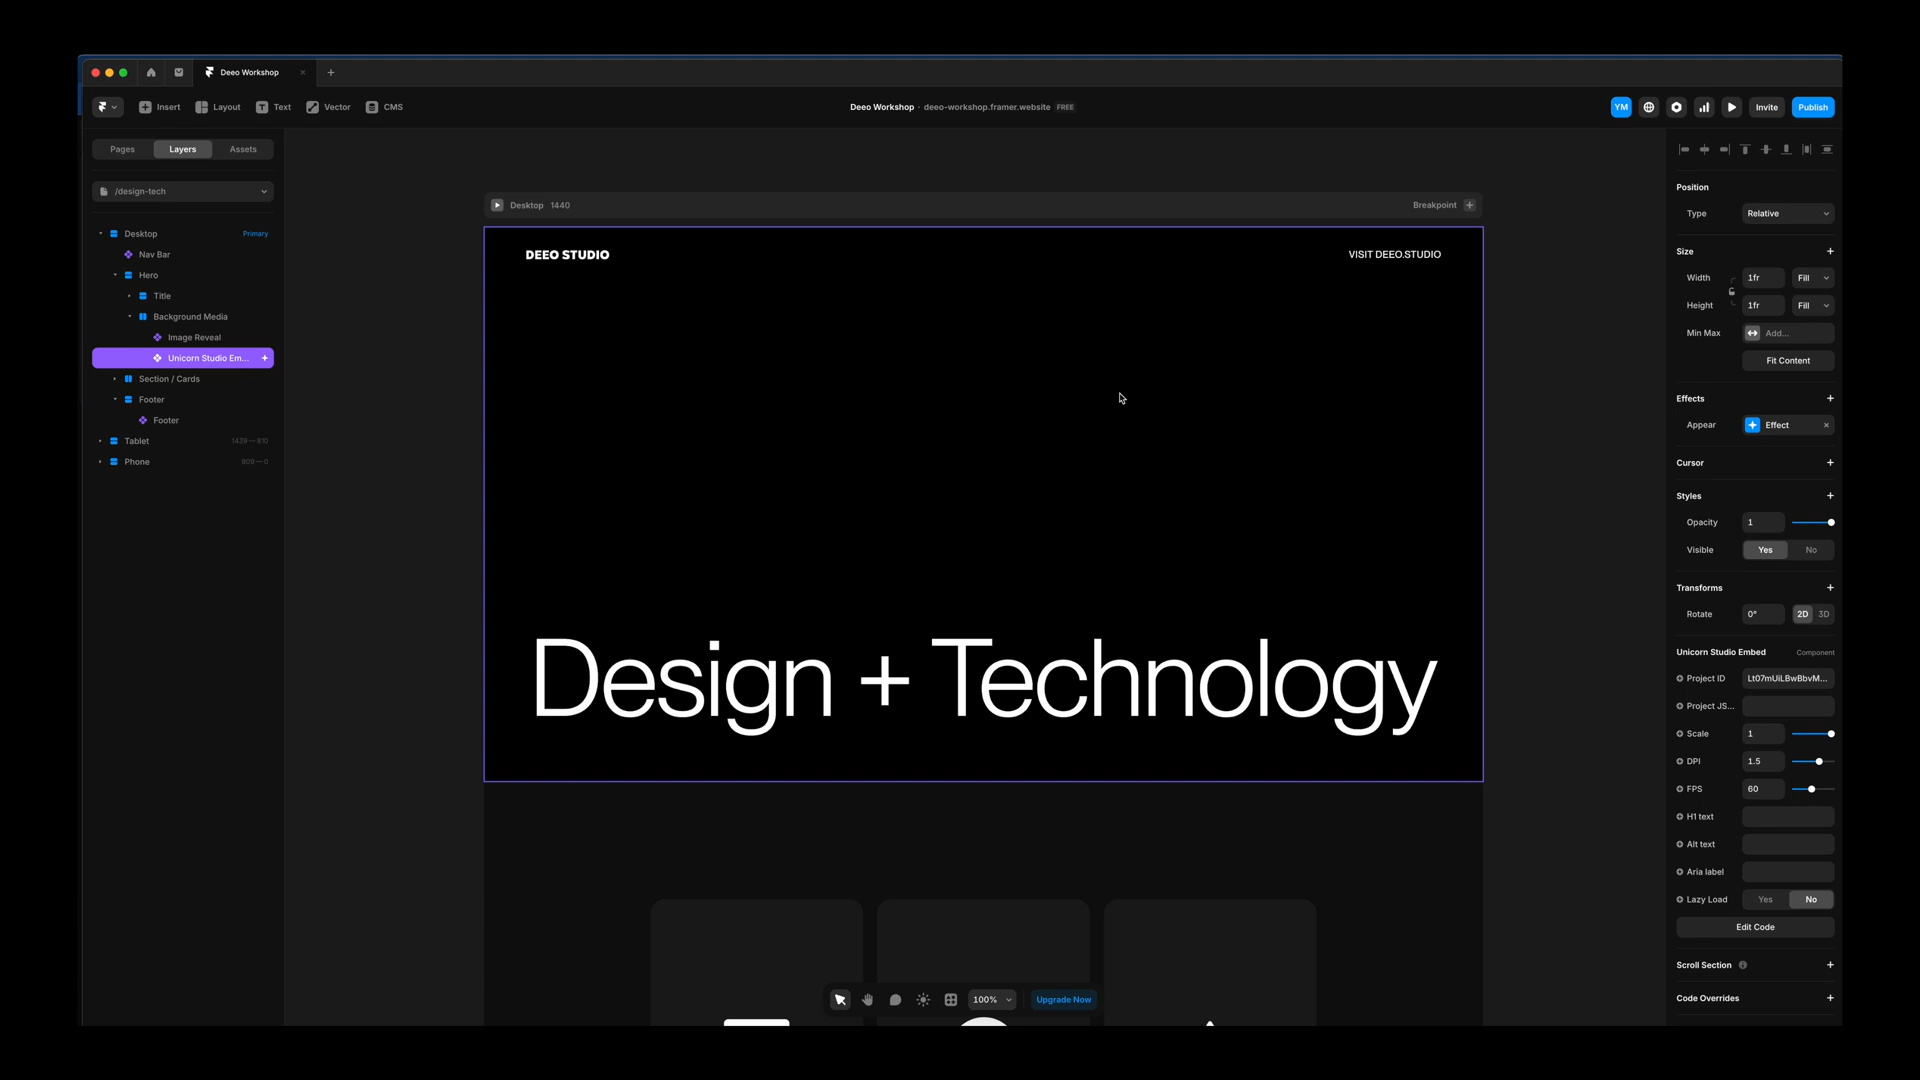 Deeo Workshop
Insert
Layout
Text
Vector
CMS
Deeo Workshop · deeo-workshop.framer.website FREE
YM
Invite
Publish
Pages
Layers
Assets
/design-tech
Desktop Primary
Nav Bar
Hero
Title
Background Media
Image Reveal
Unicorn Studio Em...
Section / Cards
Footer
Footer
Tablet 1439 — 810
Phone 809 — 0
Desktop 1440
Breakpoint
DEEO STUDIO
VISIT DEEO.STUDIO
Design + Technology
100%
Upgrade Now
Position
Type Relative
Size
Width 1fr Fill
Height 1fr Fill
Min Max Add...
Fit Content
Effects
Appear Effect
Cursor
Styles
Opacity 1
Visible Yes No
Transforms
Rotate 0° 2D 3D
Unicorn Studio Embed Component
Project ID Lt07mUiLBwBbvM...
Project JS...
Scale 1
DPI 1.5
FPS 60
H1 text
Alt text
Aria label
Lazy Load Yes No
Edit Code
Scroll Section
Code Overrides